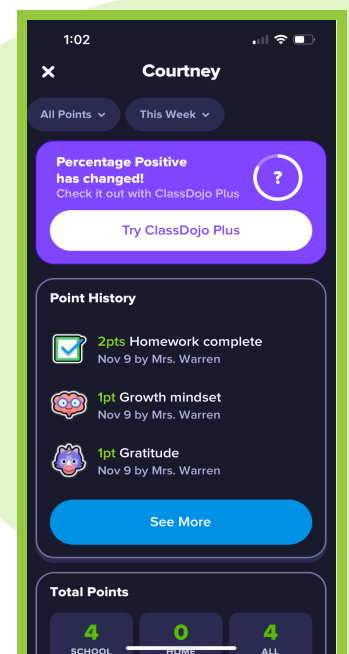 1:02
Courtney
All Points
This Week
Percentage Positive
has changed!
Check it out with ClassDojo Plus
?
Try ClassDojo Plus
Point History
2pts Homework complete
Nov 9 by Mrs. Warren
1pt Growth mindset
Nov 9 by Mrs. Warren
1pt Gratitude
Nov 9 by Mrs. Warren
See More
Total Points
4 0 4
SCHOOL HOME ALL